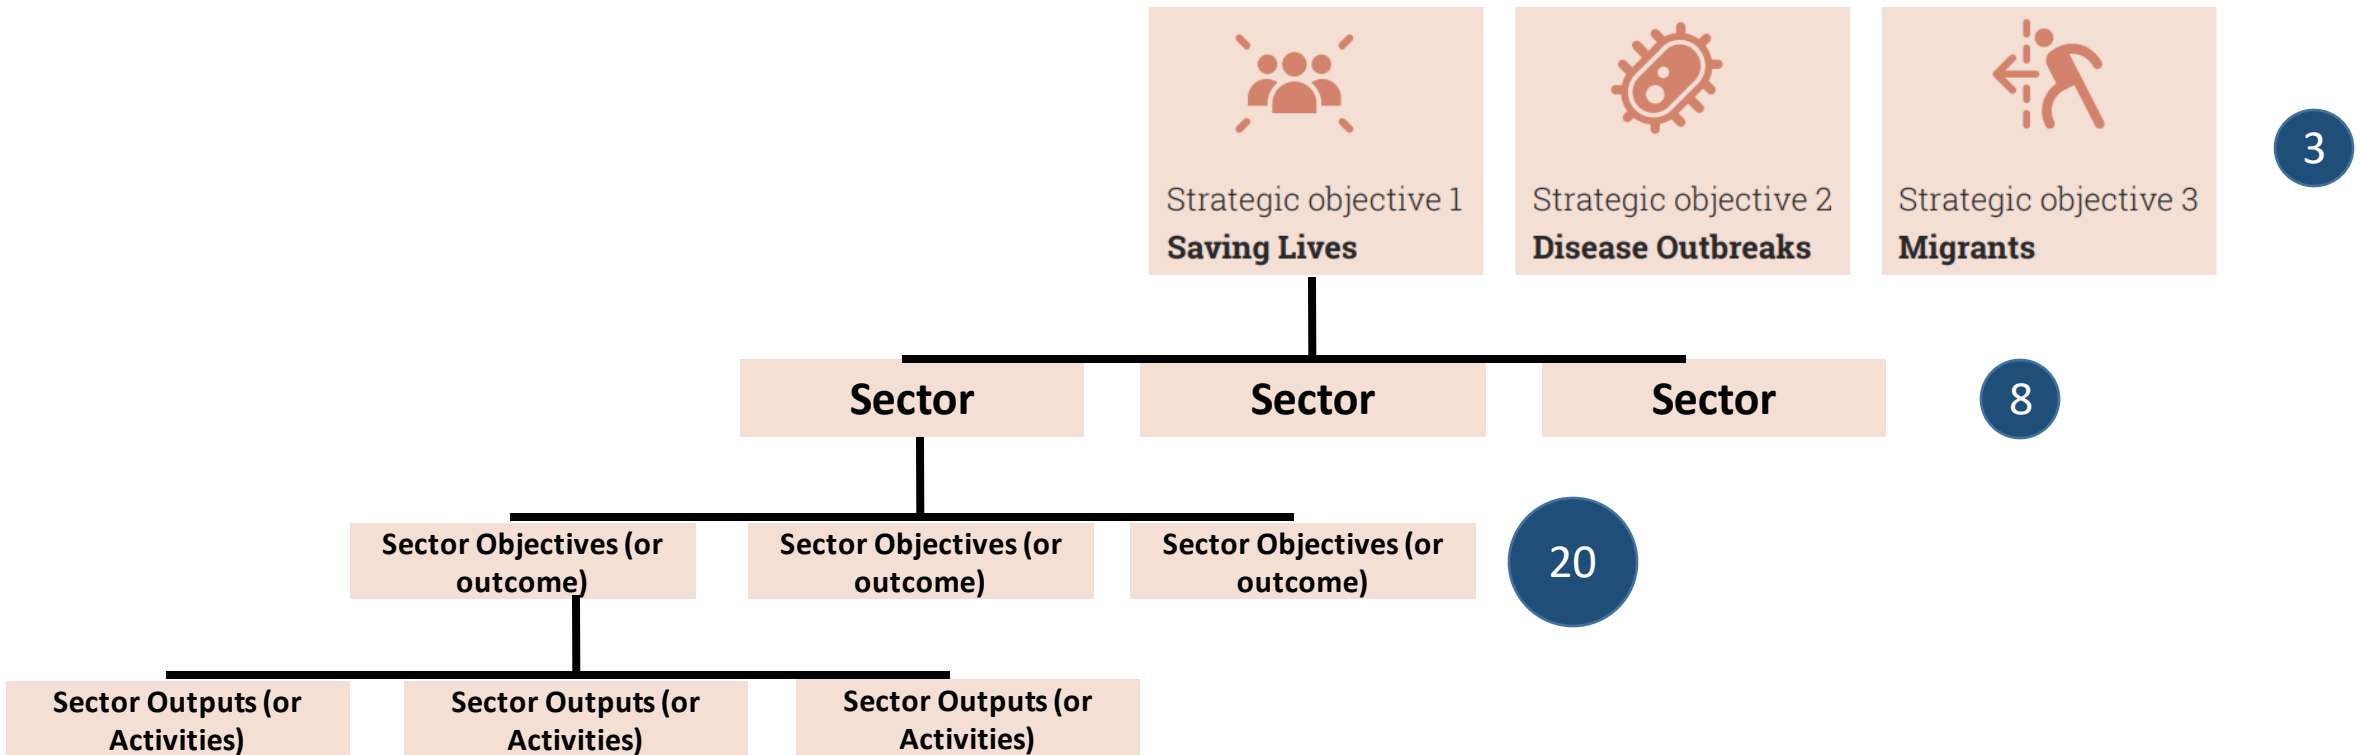 Strategic objective 1
Saving Lives
Strategic objective 2
Disease Outbreaks
Strategic objective 3
Migrants
3
Sector
Sector
Sector
8
Sector Objectives (or
outcome)
Sector Objectives (or
outcome)
Sector Objectives (or
outcome)
20
Sector Outputs (or
Activities)
Sector Outputs (or
Activities)
Sector Outputs (or
Activities)